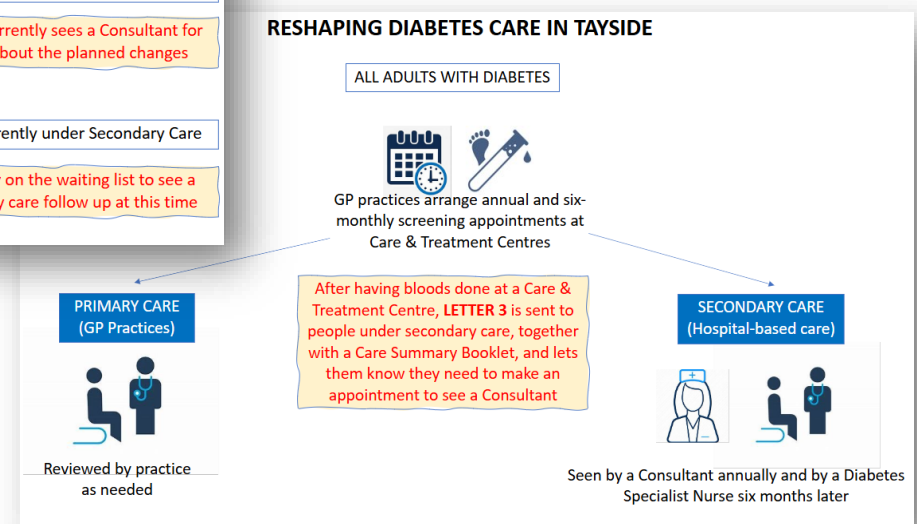 rrently sees a Consultant for
bout the planned changes
rently under Secondary Care
on the waiting list to see a
y care follow up at this time
RESHAPING DIABETES CARE IN TAYSIDE
ALL ADULTS WITH DIABETES
GP practices arrange annual and six-
monthly screening appointments at
Care & Treatment Centres
PRIMARY CARE
(GP Practices)
After having bloods done at a Care &
Treatment Centre, LETTER 3 is sent to
people under secondary care, together
with a Care Summary Booklet, and lets
them know they need to make an
appointment to see a Consultant
SECONDARY CARE
(Hospital-based care)
Reviewed by practice
as needed
Seen by a Consultant annually and by a Diabetes
Specialist Nurse six months later